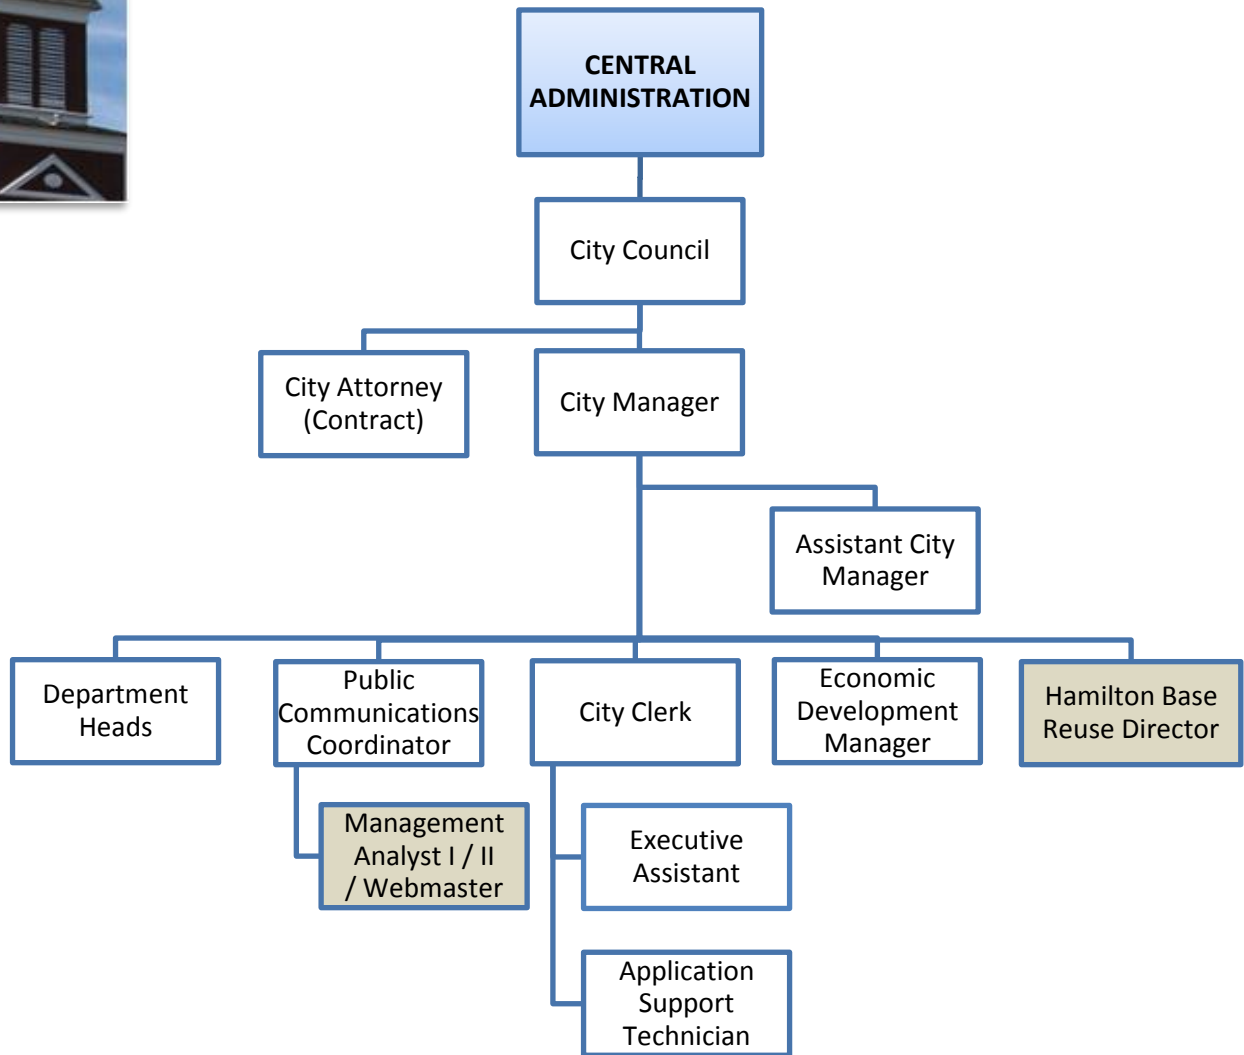 CENTRAL
ADMINISTRATION
City Council
City Attorney
(Contract)
City Manager
Assistant City
Manager
Department
Heads
Public
Communications
Coordinator
City Clerk
Economic
Development
Manager
Hamilton Base
Reuse Director
Management
Analyst I / II
/ Webmaster
Executive
Assistant
Application
Support
Technician